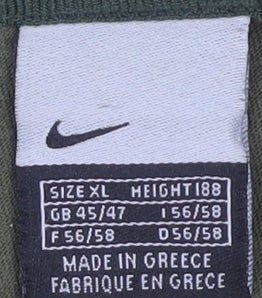 SIZE XL HEIGHT 188
GB 45/47 I 56/58
F 56/58 D 56/58
MADE IN GREECE
FABRIQUE EN GRECE